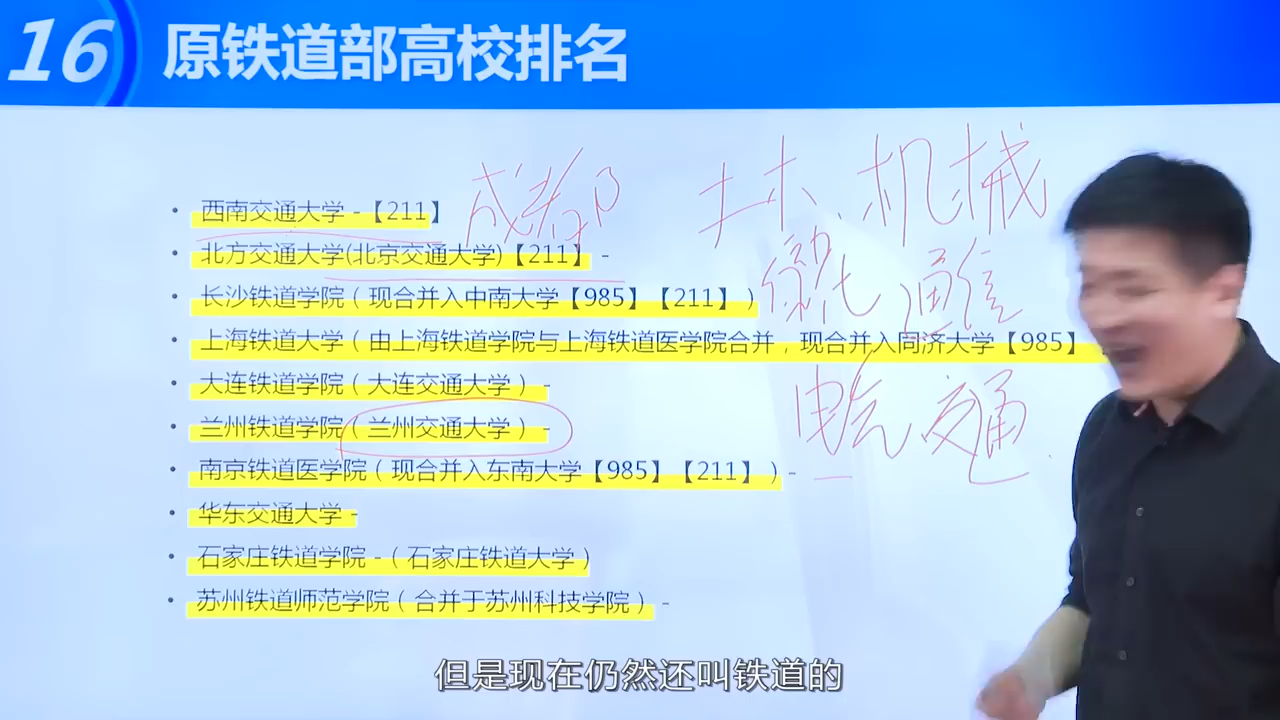 16 原铁道部高校排名
• 西南交通大学 -【211】
成都 土木、机械
• 北方交通大学(北京交通大学)【211】 -
通信
• 长沙铁道学院（现合并入中南大学【985】【211】）
• 上海铁道大学（由上海铁道学院与上海铁道医学院合并，现合并入同济大学【985】
• 大连铁道学院（大连交通大学） -
电气 交通
• 兰州铁道学院（兰州交通大学） -
• 南京铁道医学院（现合并入东南大学【985】【211】） -
• 华东交通大学 -
• 石家庄铁道学院 -（石家庄铁道大学）
• 苏州铁道师范学院（合并于苏州科技学院） -
但是现在仍然还叫铁道的